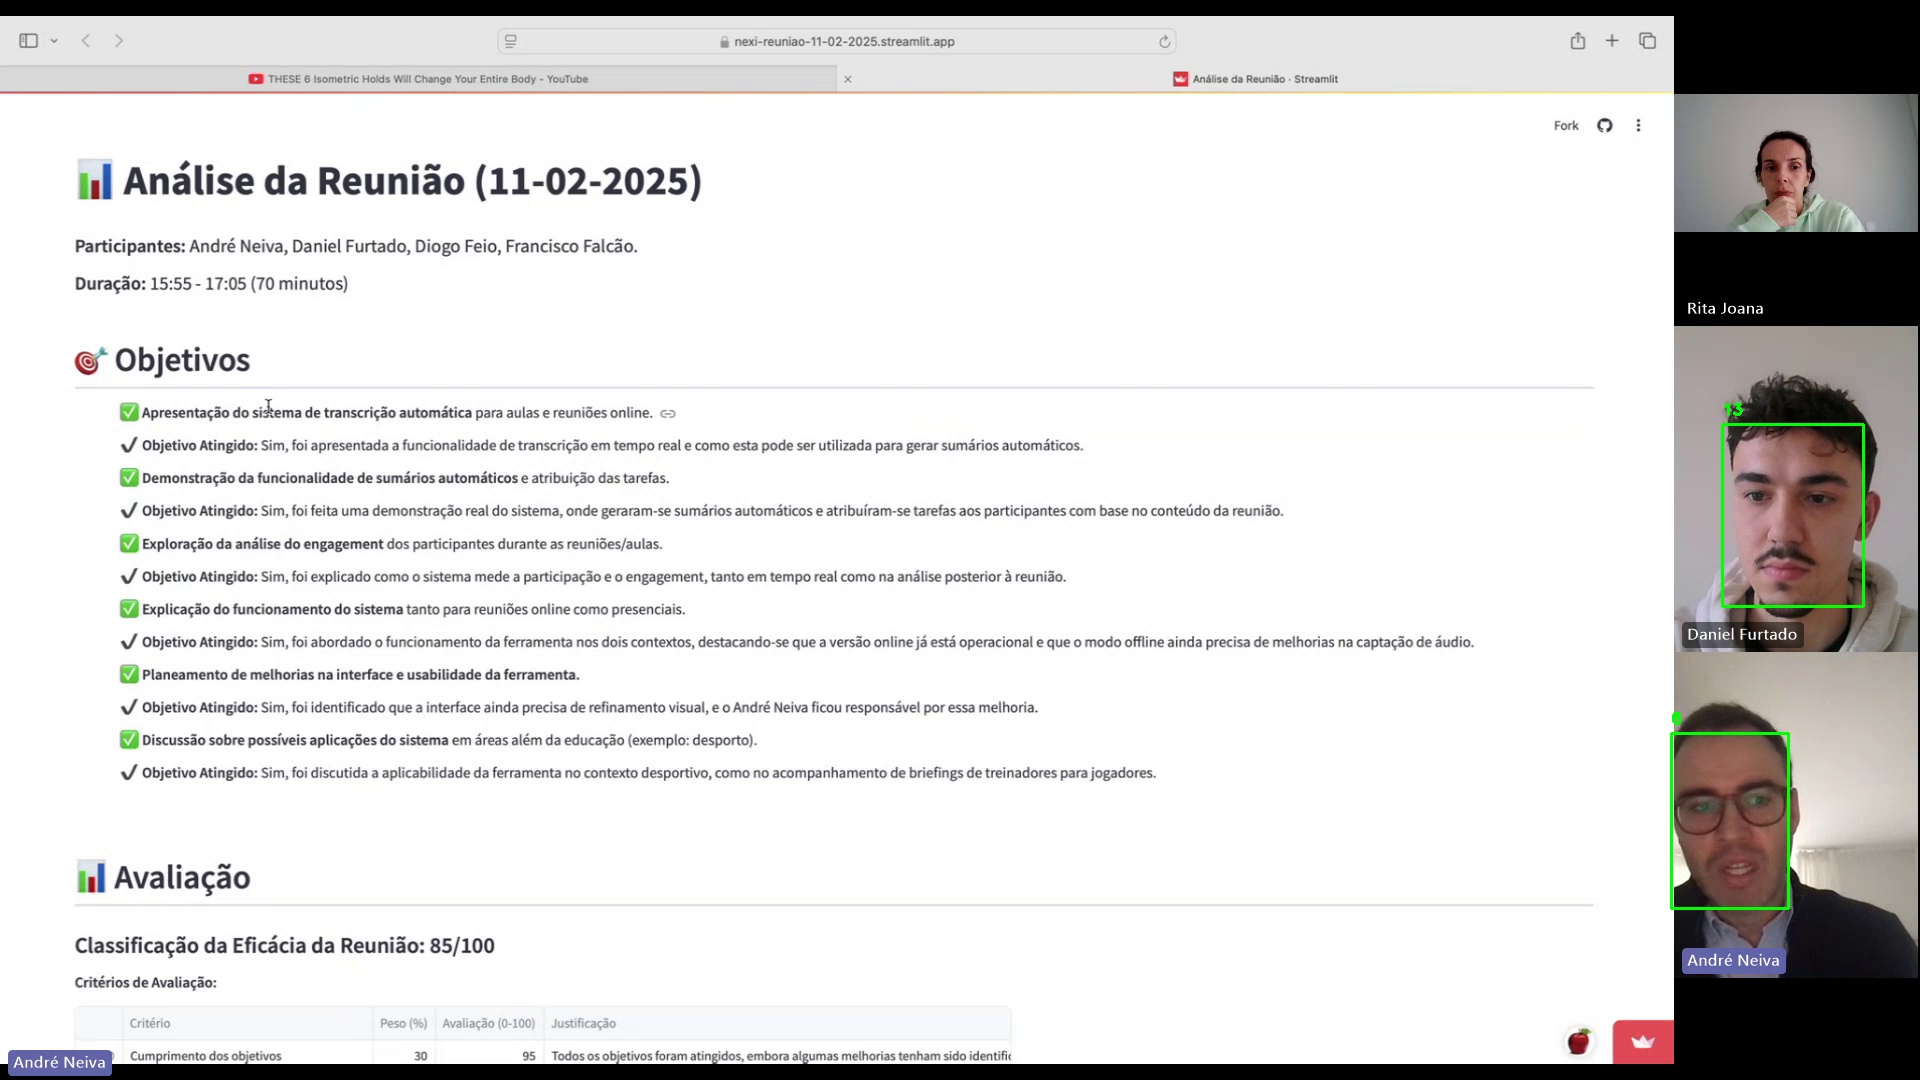 nexi-reuniao-11-02-2025.streamlit.app
THESE 6 Isometric Holds Will Change Your Entire Body - YouTube
Análise da Reunião · Streamlit
Fork
Análise da Reunião (11-02-2025)
Participantes: André Neiva, Daniel Furtado, Diogo Feio, Francisco Falcão.
Duração: 15:55 - 17:05 (70 minutos)
Objetivos
Apresentação do sistema de transcrição automática para aulas e reuniões online.
Objetivo Atingido: Sim, foi apresentada a funcionalidade de transcrição em tempo real e como esta pode ser utilizada para gerar sumários automáticos.
Demonstração da funcionalidade de sumários automáticos e atribuição das tarefas.
Objetivo Atingido: Sim, foi feita uma demonstração real do sistema, onde geraram-se sumários automáticos e atribuíram-se tarefas aos participantes com base no conteúdo da reunião.
Exploração da análise do engagement dos participantes durante as reuniões/aulas.
Objetivo Atingido: Sim, foi explicado como o sistema mede a participação e o engagement, tanto em tempo real como na análise posterior à reunião.
Explicação do funcionamento do sistema tanto para reuniões online como presenciais.
Objetivo Atingido: Sim, foi abordado o funcionamento da ferramenta nos dois contextos, destacando-se que a versão online já está operacional e que o modo offline ainda precisa de melhorias na captação de áudio.
Planeamento de melhorias na interface e usabilidade da ferramenta.
Objetivo Atingido: Sim, foi identificado que a interface ainda precisa de refinamento visual, e o André Neiva ficou responsável por essa melhoria.
Discussão sobre possíveis aplicações do sistema em áreas além da educação (exemplo: desporto).
Objetivo Atingido: Sim, foi discutida a aplicabilidade da ferramenta no contexto desportivo, como no acompanhamento de briefings de treinadores para jogadores.
Avaliação
Classificação da Eficácia da Reunião: 85/100
Critérios de Avaliação:
Critério Peso (%) Avaliação (0-100) Justificação
Cumprimento dos objetivos 30 95 Todos os objetivos foram atingidos, embora algumas melhorias tenham sido
André Neiva
Rita Joana
13
Daniel Furtado
André Neiva